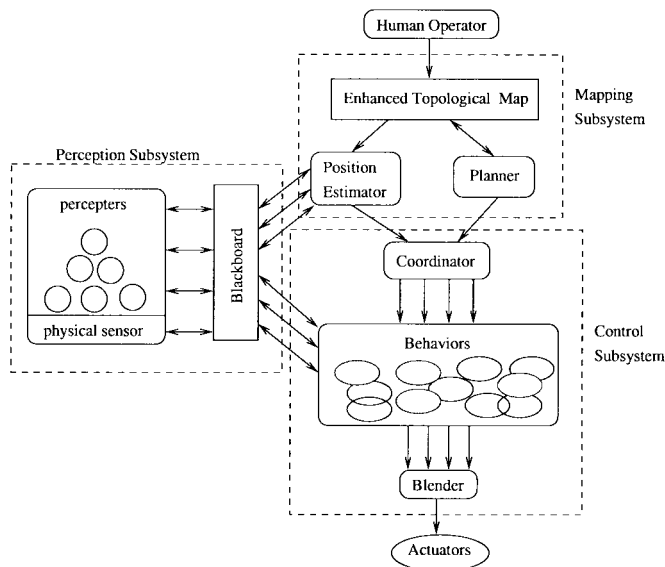 Human Operator
Enhanced Topological Map
Mapping
Subsystem
Perception Subsystem
Position
Estimator
Planner
percepters
Blackboard
physical sensor
Coordinator
Behaviors
Control
Subsystem
Blender
Actuators